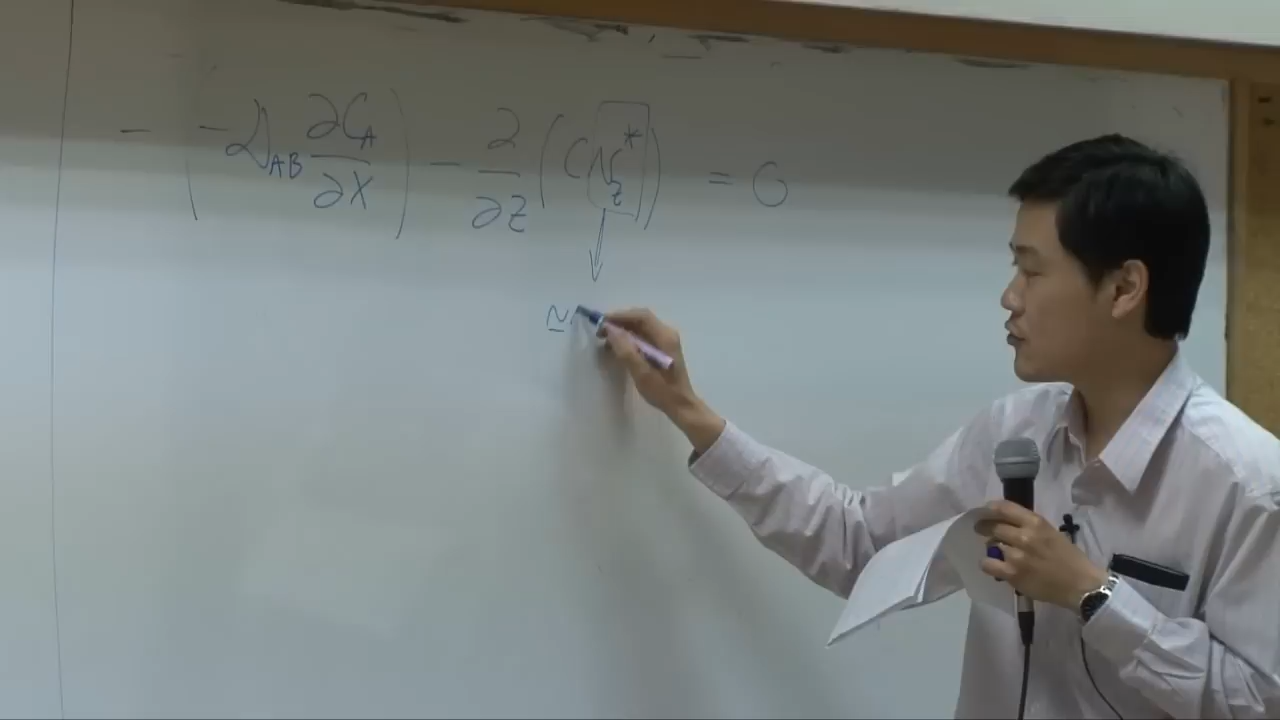 − (−𝒟_AB ∂C_A/∂X) − ∂/∂z (C V_z^*) = 0
≅